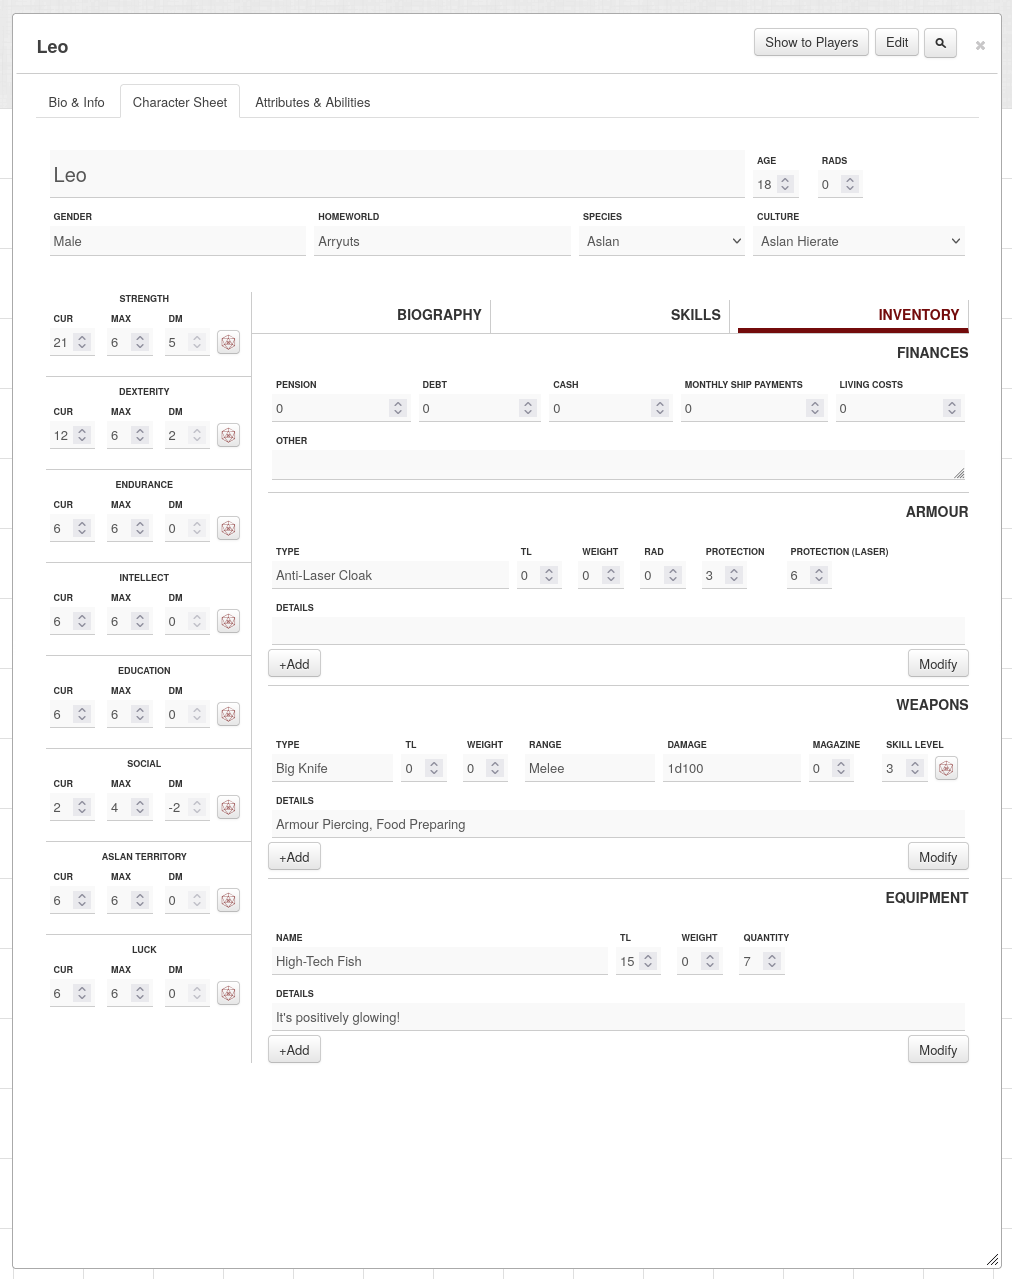 Leo
Show to Players Edit
Bio & Info Character Sheet Attributes & Abilities
AGE RADS
Leo 18 0
GENDER HOMEWORLD SPECIES CULTURE
Male Arryuts Aslan Aslan Hierate
STRENGTH
CUR MAX DM
21 6 5
DEXTERITY
CUR MAX DM
12 6 2
ENDURANCE
CUR MAX DM
6 6 0
INTELLECT
CUR MAX DM
6 6 0
EDUCATION
CUR MAX DM
6 6 0
SOCIAL
CUR MAX DM
2 4 -2
ASLAN TERRITORY
CUR MAX DM
6 6 0
LUCK
CUR MAX DM
6 6 0
BIOGRAPHY SKILLS INVENTORY
FINANCES
PENSION DEBT CASH MONTHLY SHIP PAYMENTS LIVING COSTS
0 0 0 0 0
OTHER
ARMOUR
TYPE TL WEIGHT RAD PROTECTION PROTECTION (LASER)
Anti-Laser Cloak 0 0 0 3 6
DETAILS
+Add Modify
WEAPONS
TYPE TL WEIGHT RANGE DAMAGE MAGAZINE SKILL LEVEL
Big Knife 0 0 Melee 1d100 0 3
DETAILS
Armour Piercing, Food Preparing
+Add Modify
EQUIPMENT
NAME TL WEIGHT QUANTITY
High-Tech Fish 15 0 7
DETAILS
It's positively glowing!
+Add Modify